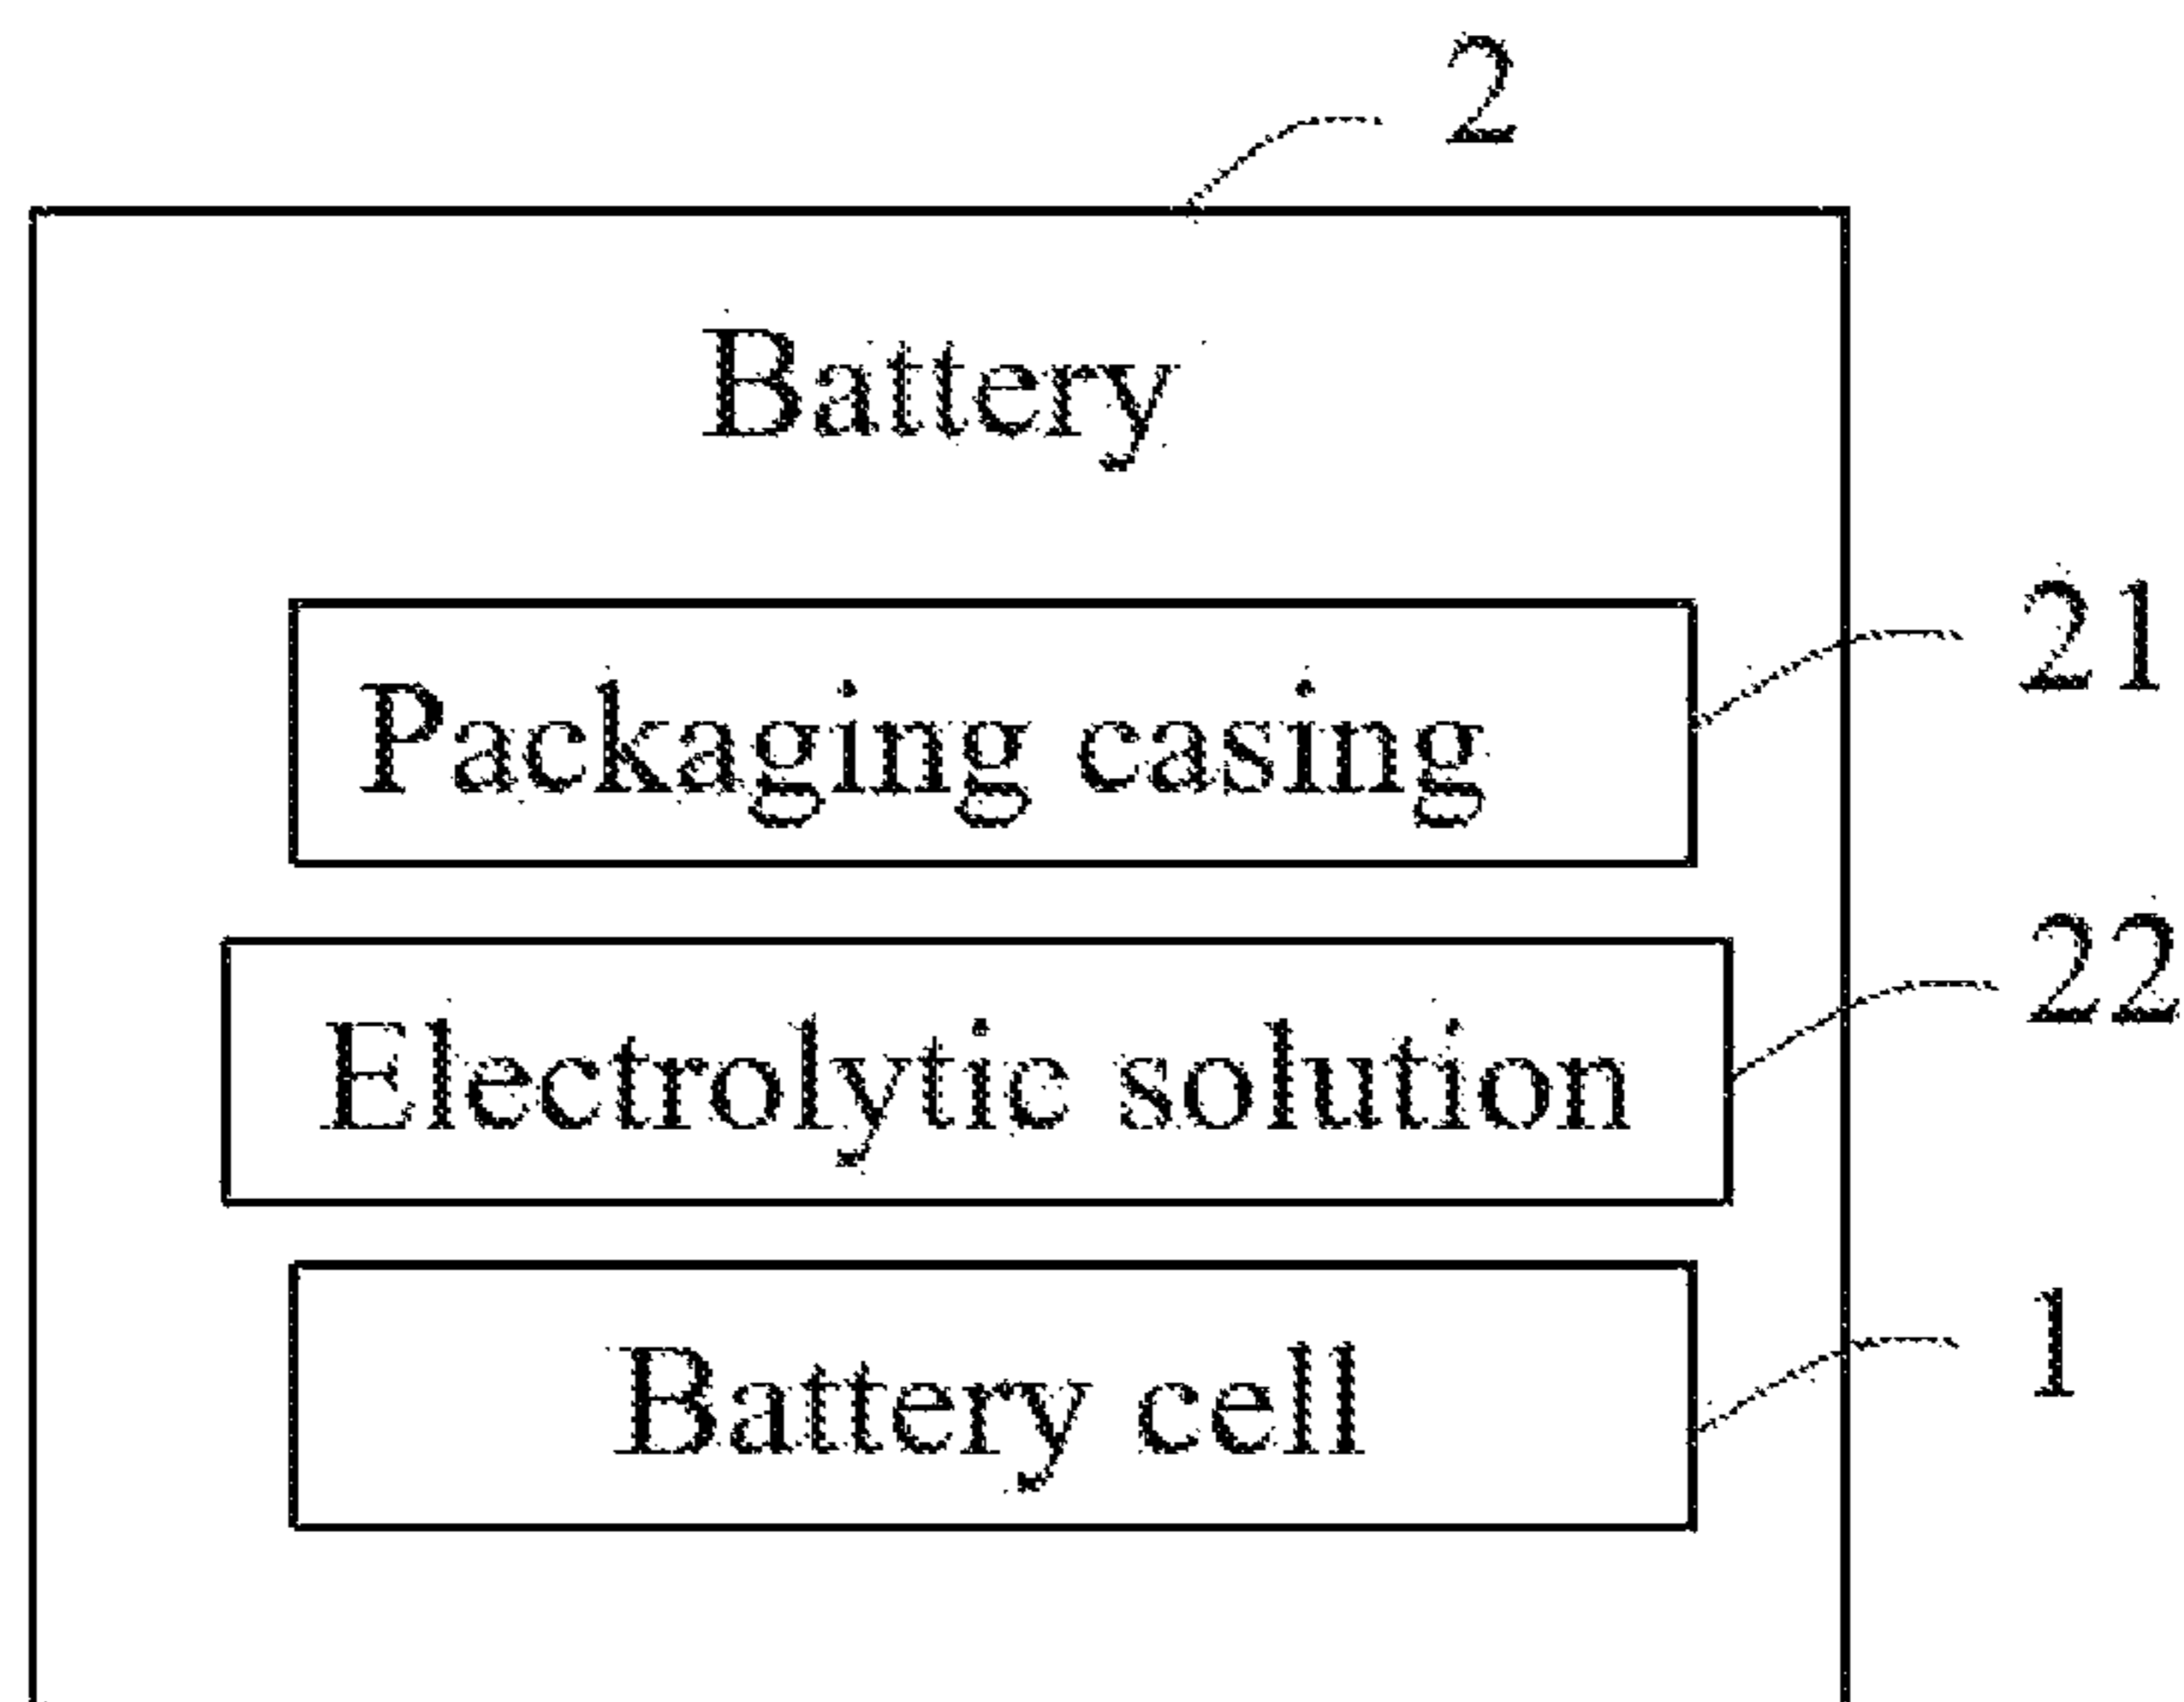 2
Battery
Packaging casing 21
Electrolytic solution 22
Battery cell 1